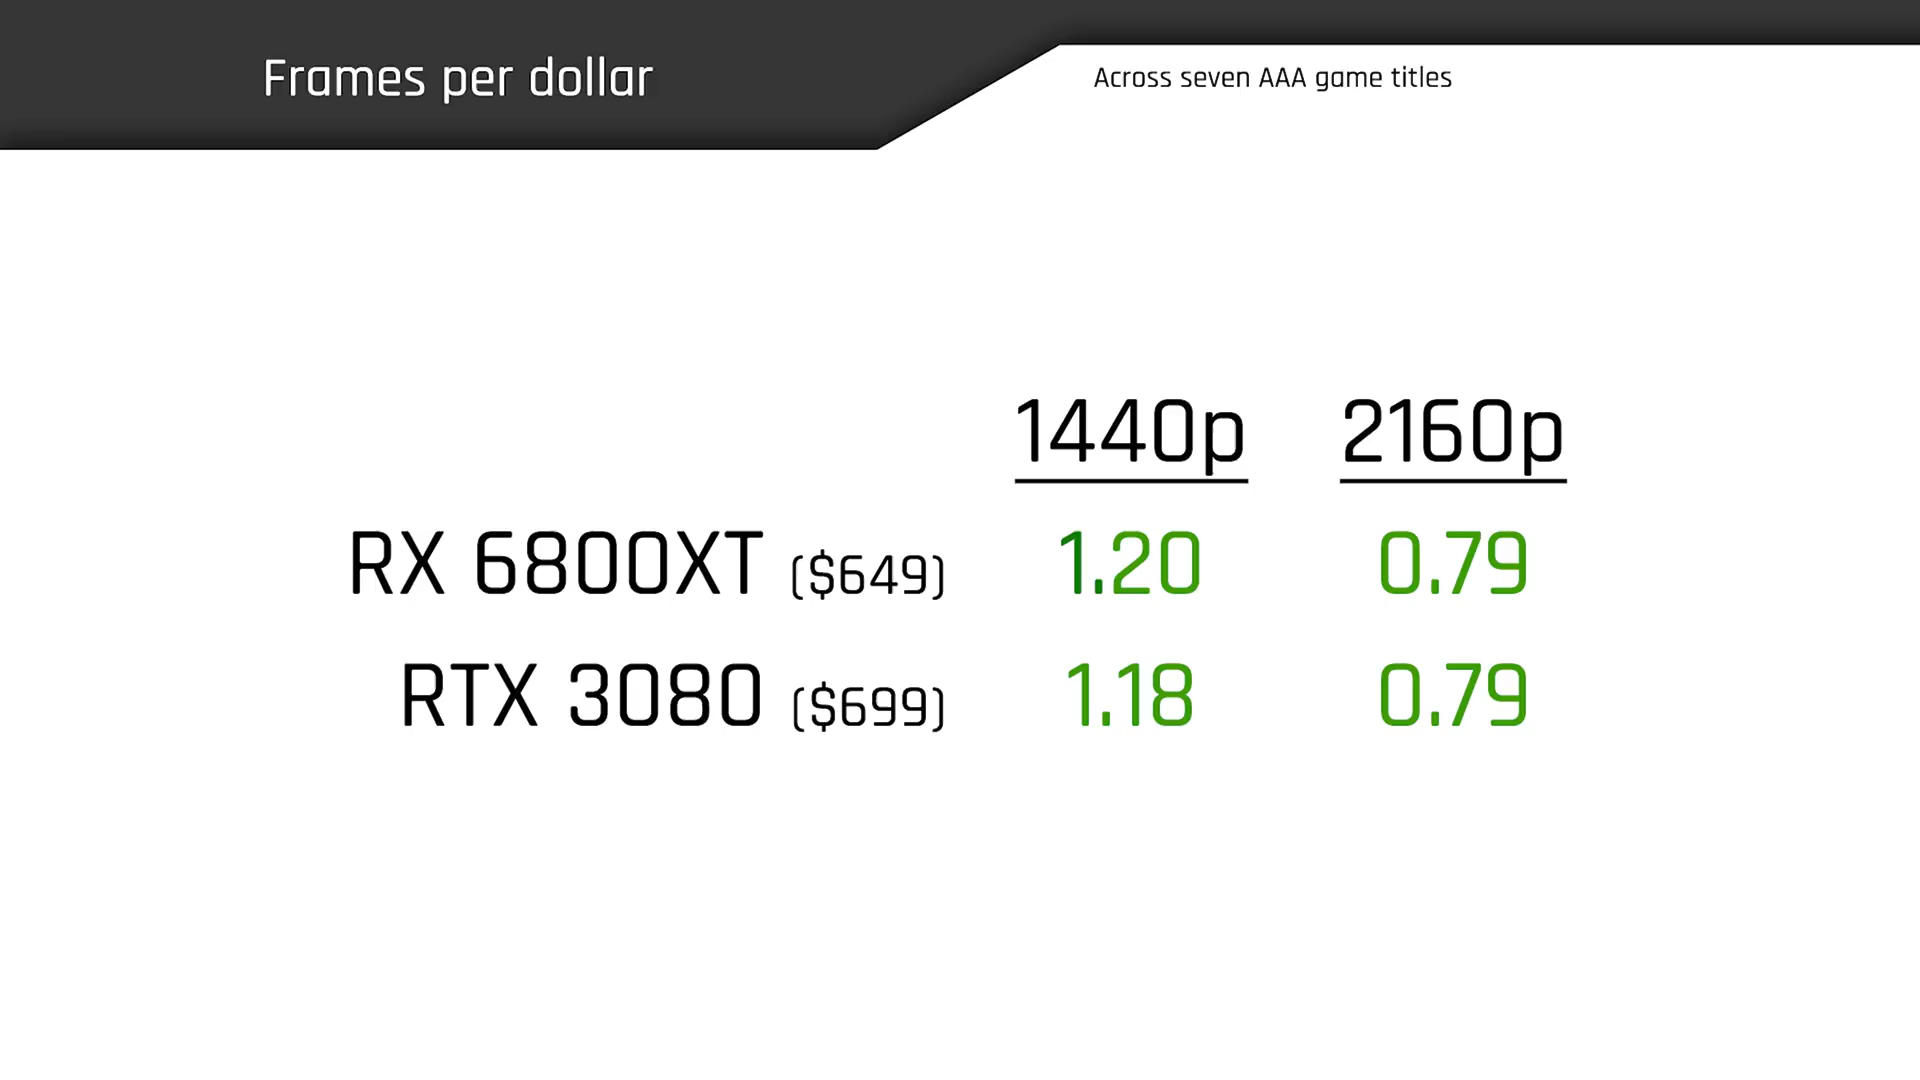 Frames per dollar
Across seven AAA game titles
1440p 2160p
RX 6800XT ($649) 1.20 0.79
RTX 3080 ($699) 1.18 0.79